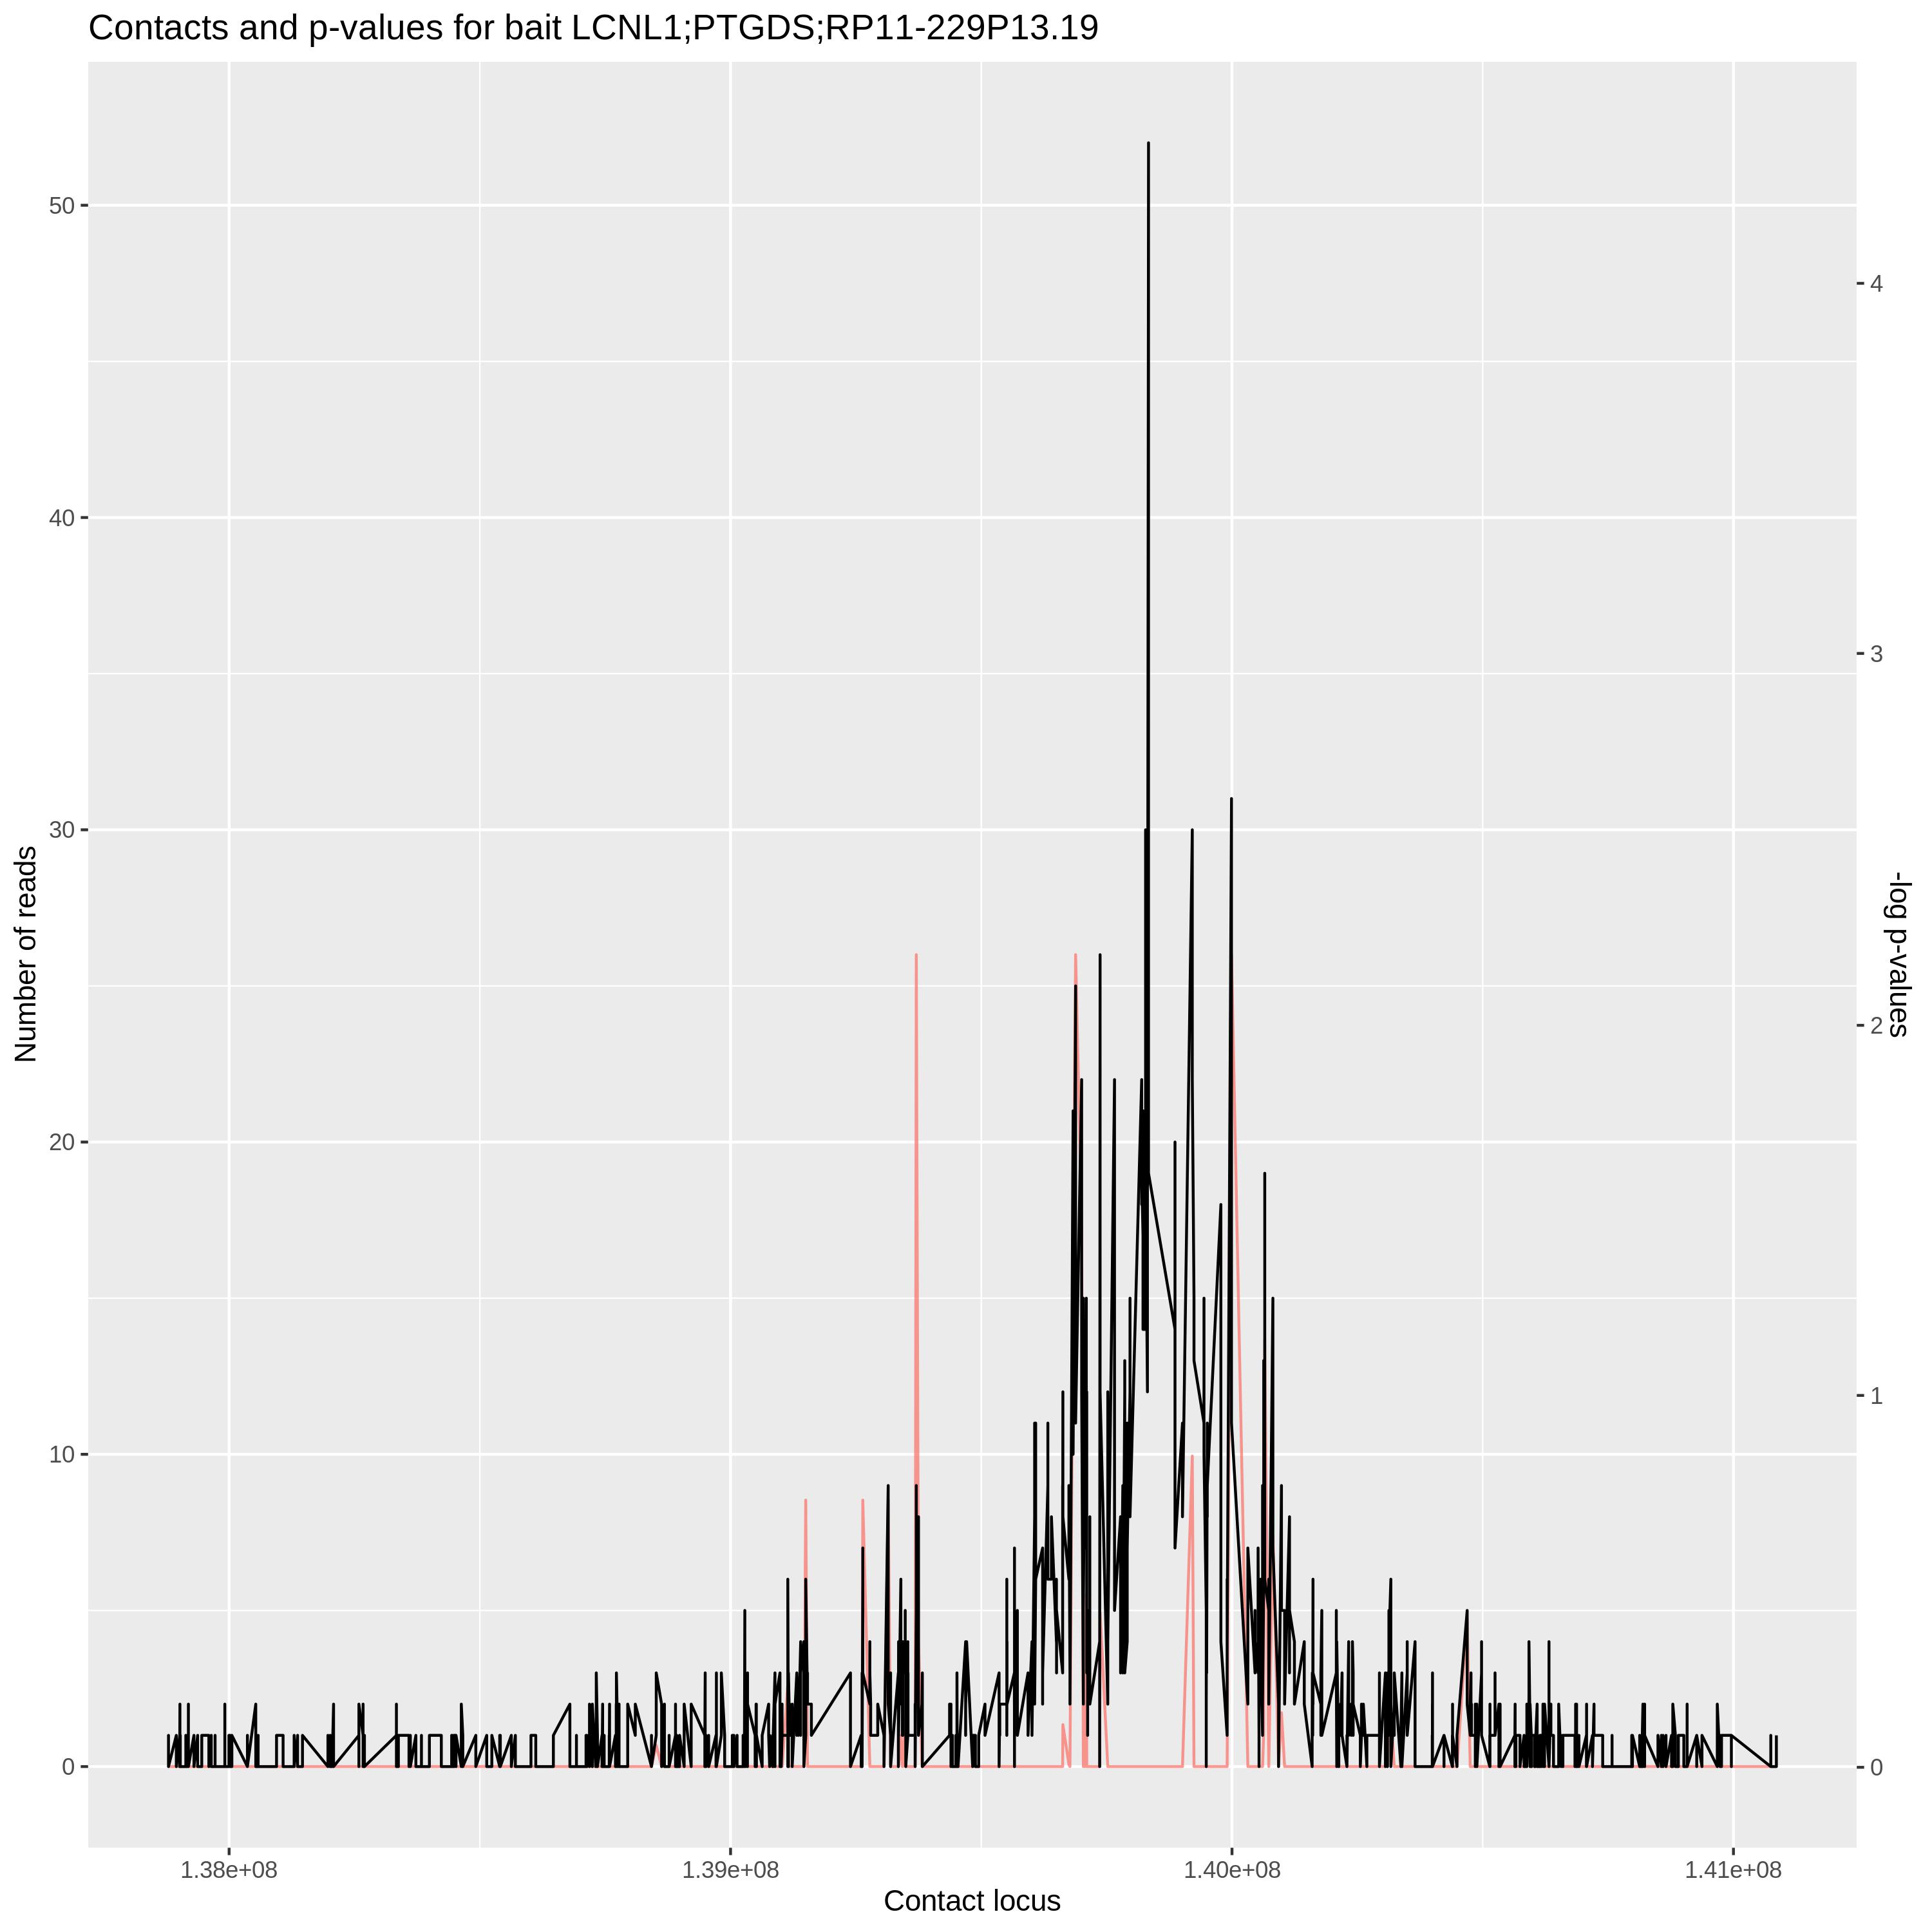 Contacts and p-values for bait LCNL1;PTGDS;RP11-229P13.19
50
40
30
20
10
0
Number of reads
4
3
2
1
0
-log p-values
1.38e+08 1.39e+08 1.40e+08 1.41e+08
Contact locus